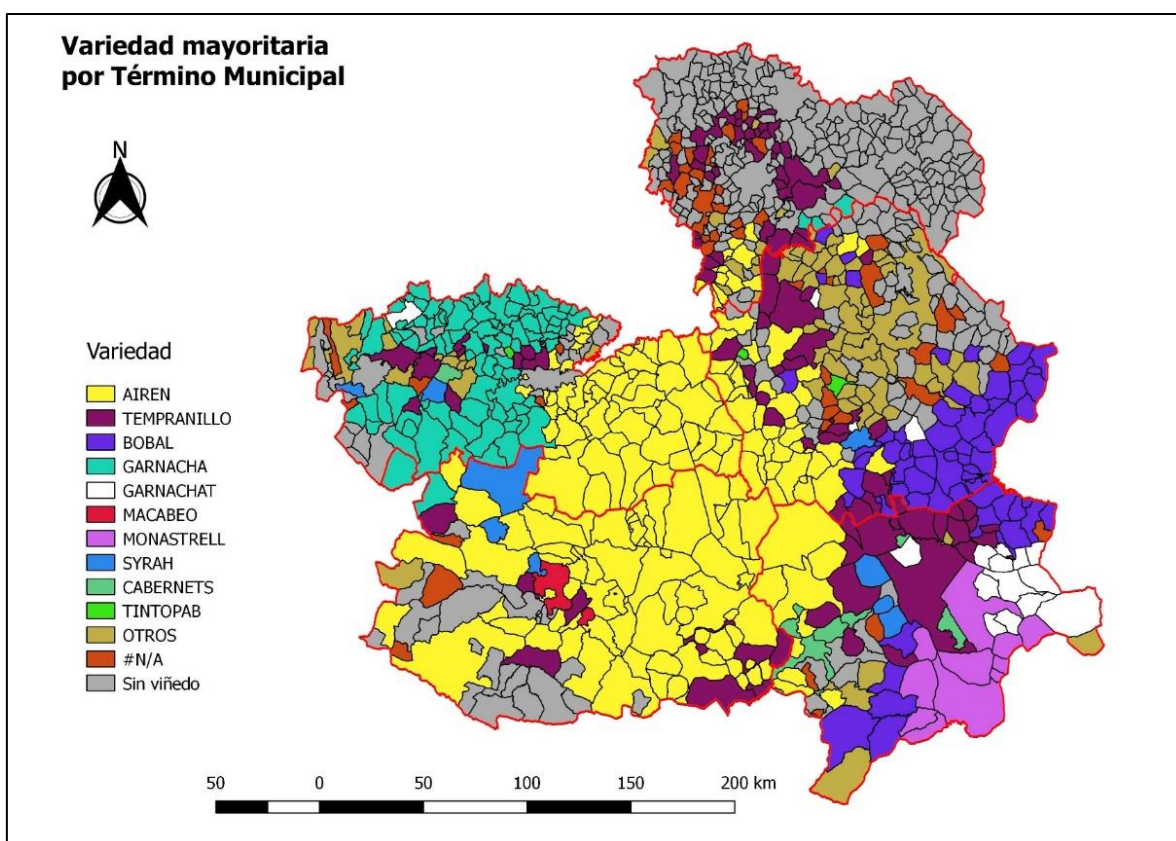 Variedad mayoritaria
por Término Municipal
N
Variedad
AIREN
TEMPRANILLO
BOBAL
GARNACHA
GARNACHAT
MACABEO
MONASTRELL
SYRAH
CABERNETS
TINTOPAB
OTROS
#N/A
Sin viñedo
50 0 50 100 150 200 km